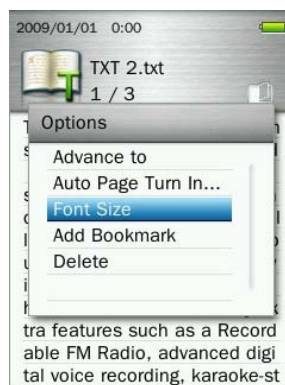 2009/01/01 0:00
TXT 2.txt
1 / 3
Options
Advance to
Auto Page Turn In...
Font Size
Add Bookmark
Delete
tra features such as a Record
able FM Radio, advanced digi
tal voice recording, karaoke-st